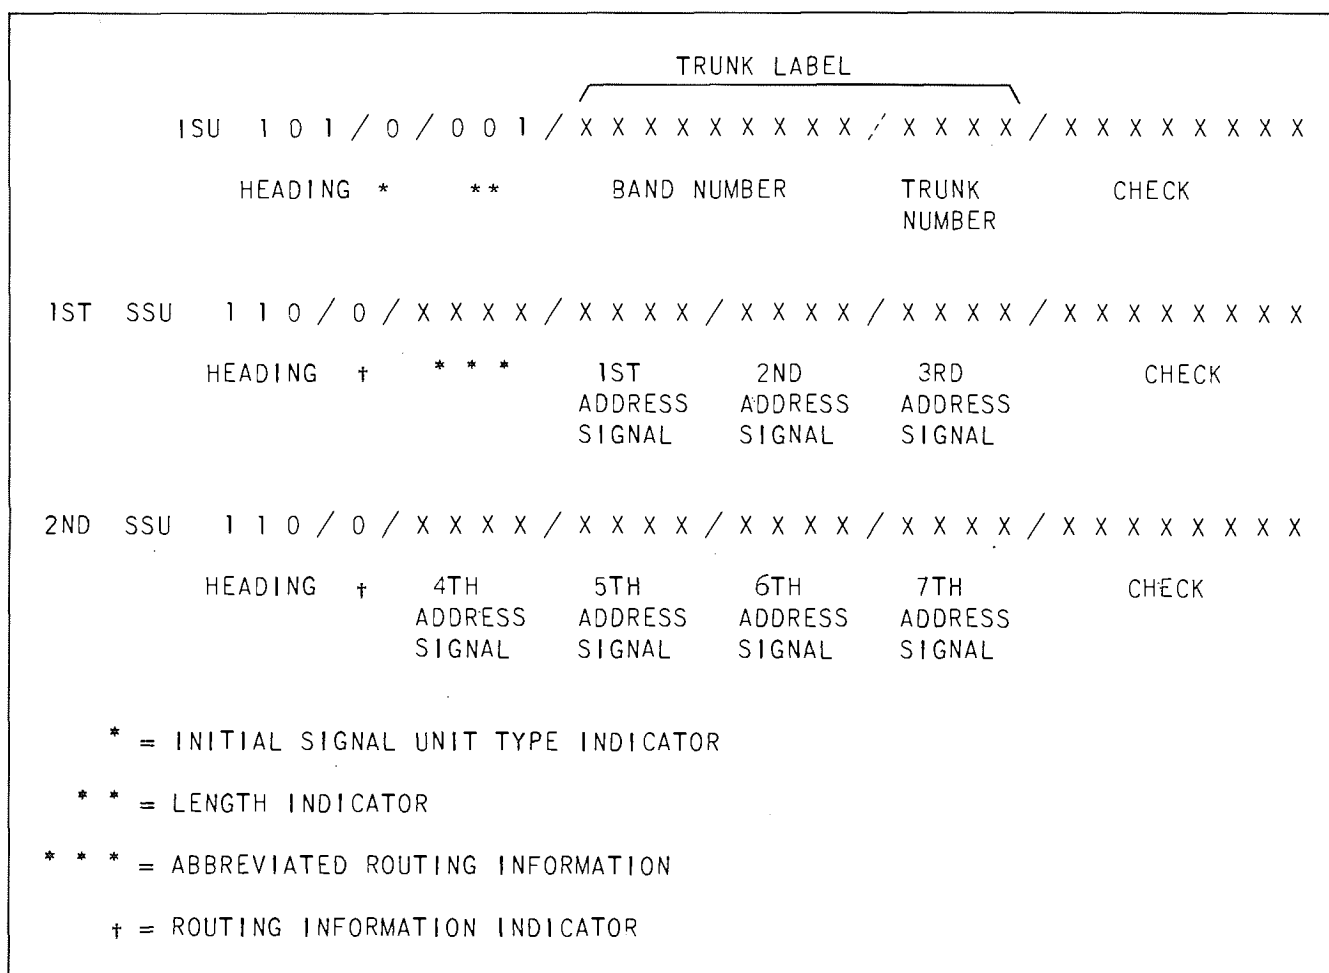 TRUNK LABEL
ISU 1 0 1 / 0 / 0 0 1 / X X X X X X X X X / X X X X / X X X X X X X X
HEADING * ** BAND NUMBER TRUNK NUMBER CHECK
1ST SSU 1 1 0 / 0 / X X X X / X X X X / X X X X / X X X X / X X X X X X X X
HEADING † * * * 1ST ADDRESS SIGNAL 2ND ADDRESS SIGNAL 3RD ADDRESS SIGNAL CHECK
2ND SSU 1 1 0 / 0 / X X X X / X X X X / X X X X / X X X X / X X X X X X X X
HEADING † 4TH ADDRESS SIGNAL 5TH ADDRESS SIGNAL 6TH ADDRESS SIGNAL 7TH ADDRESS SIGNAL CHECK
* = INITIAL SIGNAL UNIT TYPE INDICATOR
* * = LENGTH INDICATOR
* * * = ABBREVIATED ROUTING INFORMATION
† = ROUTING INFORMATION INDICATOR